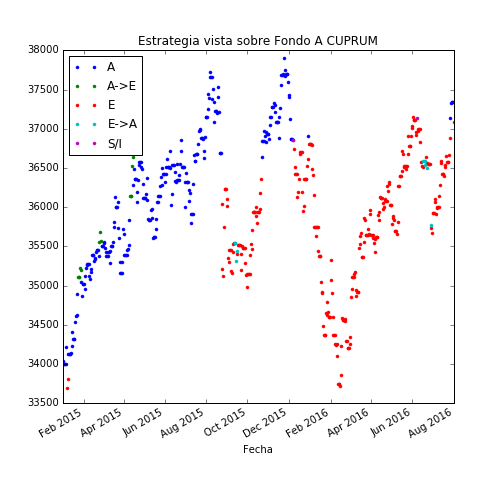 Estrategia vista sobre Fondo A CUPRUM
38000
37500
37000
36500
36000
35500
35000
34500
34000
33500
A
A->E
E
E->A
S/I
Feb 2015
Apr 2015
Jun 2015
Aug 2015
Oct 2015
Dec 2015
Feb 2016
Apr 2016
Jun 2016
Aug 2016
Fecha